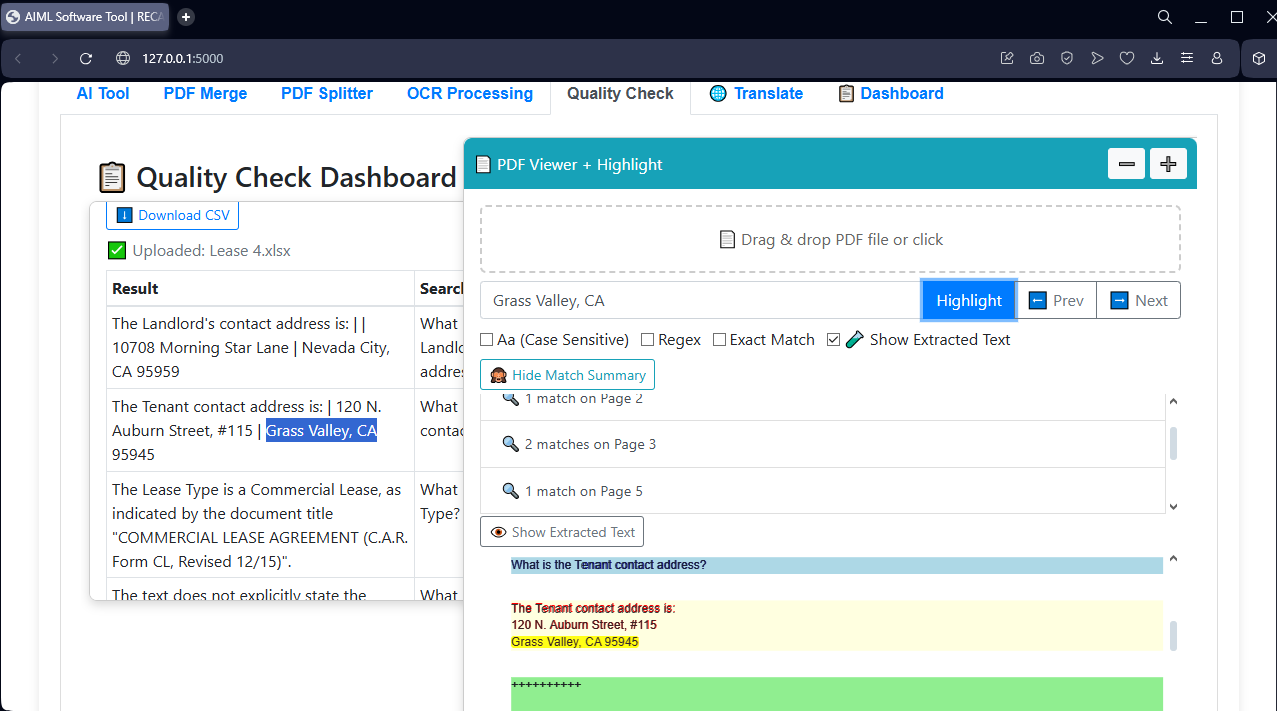 AIML Software Tool | RECA
127.0.0.1:5000
AI Tool
PDF Merge
PDF Splitter
OCR Processing
Quality Check
Translate
Dashboard
Quality Check Dashboard
Download CSV
Uploaded: Lease 4.xlsx
Result
Search
The Landlord's contact address is: | |
10708 Morning Star Lane | Nevada City,
CA 95959
What
Landlo
addre
The Tenant contact address is: | 120 N.
Auburn Street, #115 | Grass Valley, CA
95945
What
contac
The Lease Type is a Commercial Lease, as
indicated by the document title
"COMMERCIAL LEASE AGREEMENT (C.A.R.
Form CL, Revised 12/15)".
What
Type?
The text does not explicitly state the
What
PDF Viewer + Highlight
Drag & drop PDF file or click
Grass Valley, CA
Highlight
Prev
Next
Aa (Case Sensitive)
Regex
Exact Match
Show Extracted Text
Hide Match Summary
1 match on Page 2
2 matches on Page 3
1 match on Page 5
Show Extracted Text
What is the Tenant contact address?
The Tenant contact address is:
120 N. Auburn Street, #115
Grass Valley, CA 95945
++++++++++